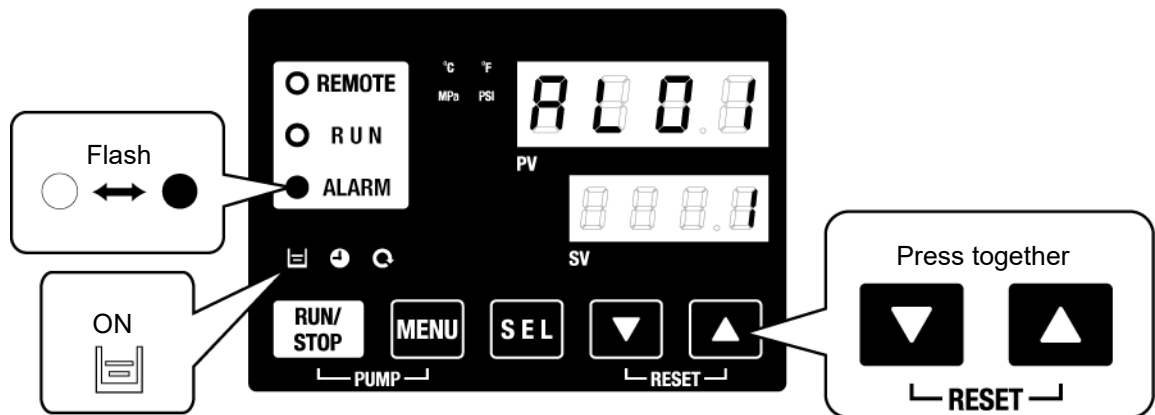 REMOTE
RUN
ALARM
°C °F
MPa PSI
AL01
PV
1
SV
Flash
ON
RUN/
STOP
MENU
SEL
PUMP
RESET
Press together
RESET